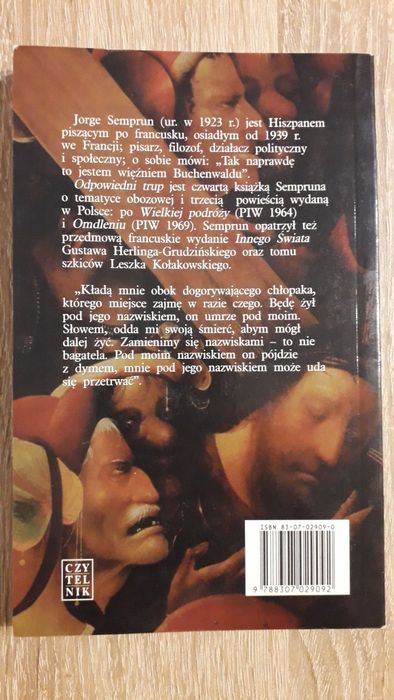 Jorge Semprun (ur. w 1923 r.) jest Hiszpanem
piszącym po francusku, osiadłym od 1939 r.
we Francji; pisarz, filozof, działacz polityczny
i społeczny; o sobie mówi: „Tak naprawdę
to jestem więźniem Buchenwaldu”.
Odpowiedni trup jest czwartą książką Sempruna
o tematyce obozowej i trzecią powieścią wydaną
w Polsce: po Wielkiej podróży (PIW 1964)
i Omdleniu (PIW 1969). Semprun opatrzył też
przedmową francuskie wydanie Innego Świata
Gustawa Herlinga-Grudzińskiego oraz tomu
szkiców Leszka Kołakowskiego.
„Kładą mnie obok dogorywającego chłopaka,
którego miejsce zajmę w razie czego. Będę żył
pod jego nazwiskiem, on umrze pod moim.
Słowem, odda mi swoją śmierć, abym mógł
dalej żyć. Zamienimy się nazwiskami – to nie
bagatela. Pod moim nazwiskiem on pójdzie
z dymem, mnie pod jego nazwiskiem może uda
się przetrwać”.
ISBN 83-07-02909-0
9 788307 029092
CZY
TEL
NIK